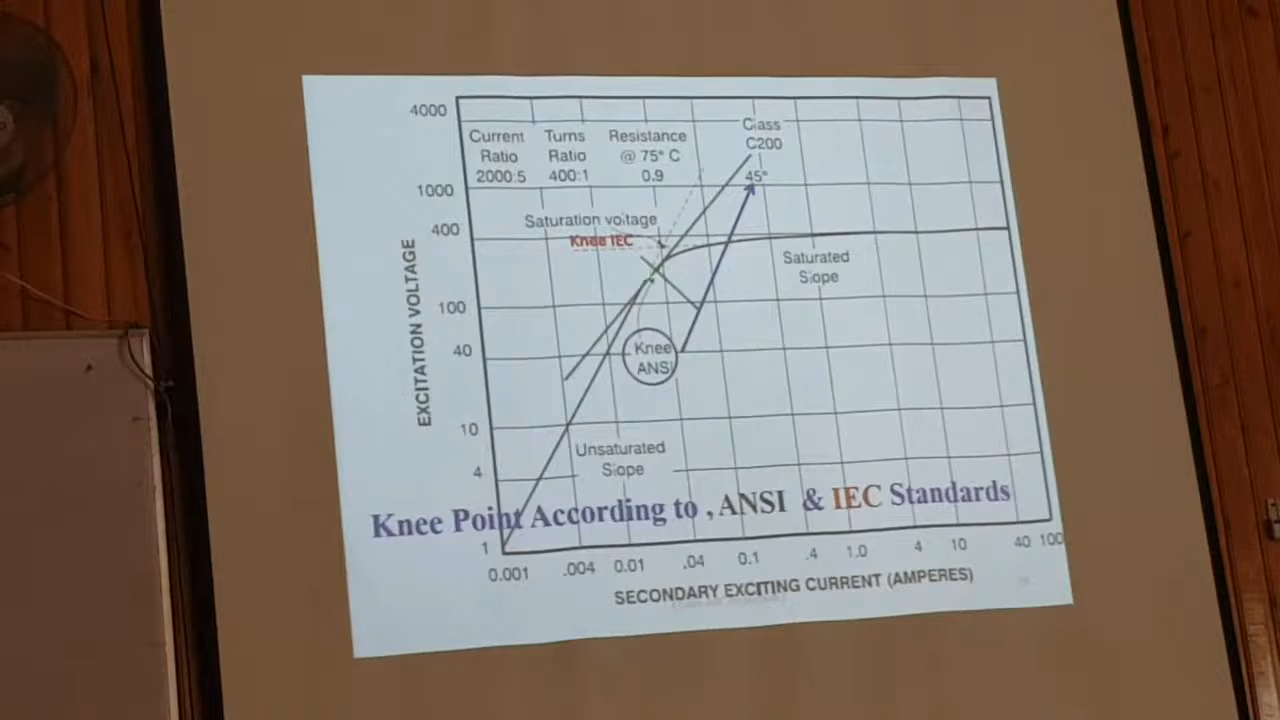 4000
Current Turns Resistance
Ratio Ratio @ 75° C
2000:5 400:1 0.9
Class
C200
45°
1000
Saturation voltage
400
Knee IEC
Saturated
Slope
EXCITATION VOLTAGE
100
40
Knee
ANSI
10
Unsaturated
Slope
4
Knee Point According to , ANSI & IEC Standards
1
0.001 .004 0.01 .04 0.1 .4 1.0 4 10 40 100
SECONDARY EXCITING CURRENT (AMPERES)